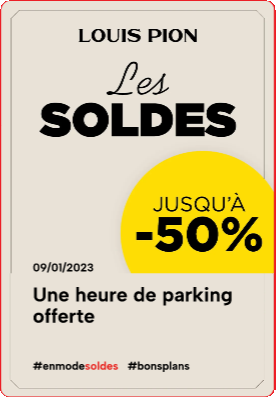 LOUIS PION
Les
SOLDES
JUSQU'À
-50%
09/01/2023
Une heure de parking
offerte
#enmodesoldes #bonsplans